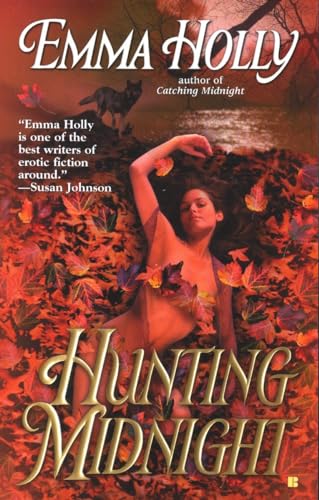 EMMA HOLLY
author of
Catching Midnight
“Emma Holly
is one of the
best writers of
erotic fiction
around.”
—Susan Johnson
HUNTING
MIDNIGHT
B